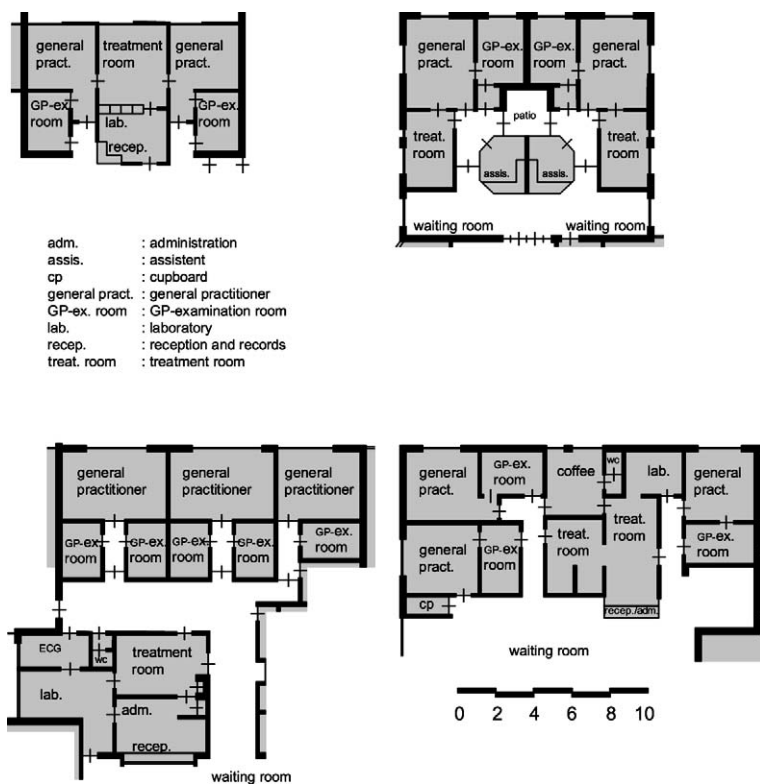 general pract.
treatment room
general pract.
GP-ex. room
lab.
recep.
GP-ex. room
general pract.
GP-ex. room
GP-ex. room
general pract.
treat. room
patio
treat. room
assis.
assis.
waiting room
waiting room
adm. : administration
assis. : assistent
cp : cupboard
general pract. : general practitioner
GP-ex. room : GP-examination room
lab. : laboratory
recep. : reception and records
treat. room : treatment room
general practitioner
general practitioner
general practitioner
GP-ex. room
GP-ex. room
GP-ex. room
GP-ex. room
GP-ex. room
ECG
wc
treatment room
lab.
adm.
recep.
waiting room
general pract.
GP-ex. room
coffee
wc
lab.
general pract.
general pract.
GP-ex. room
treat. room
treat. room
GP-ex. room
cp
recep./adm.
waiting room
0 2 4 6 8 10